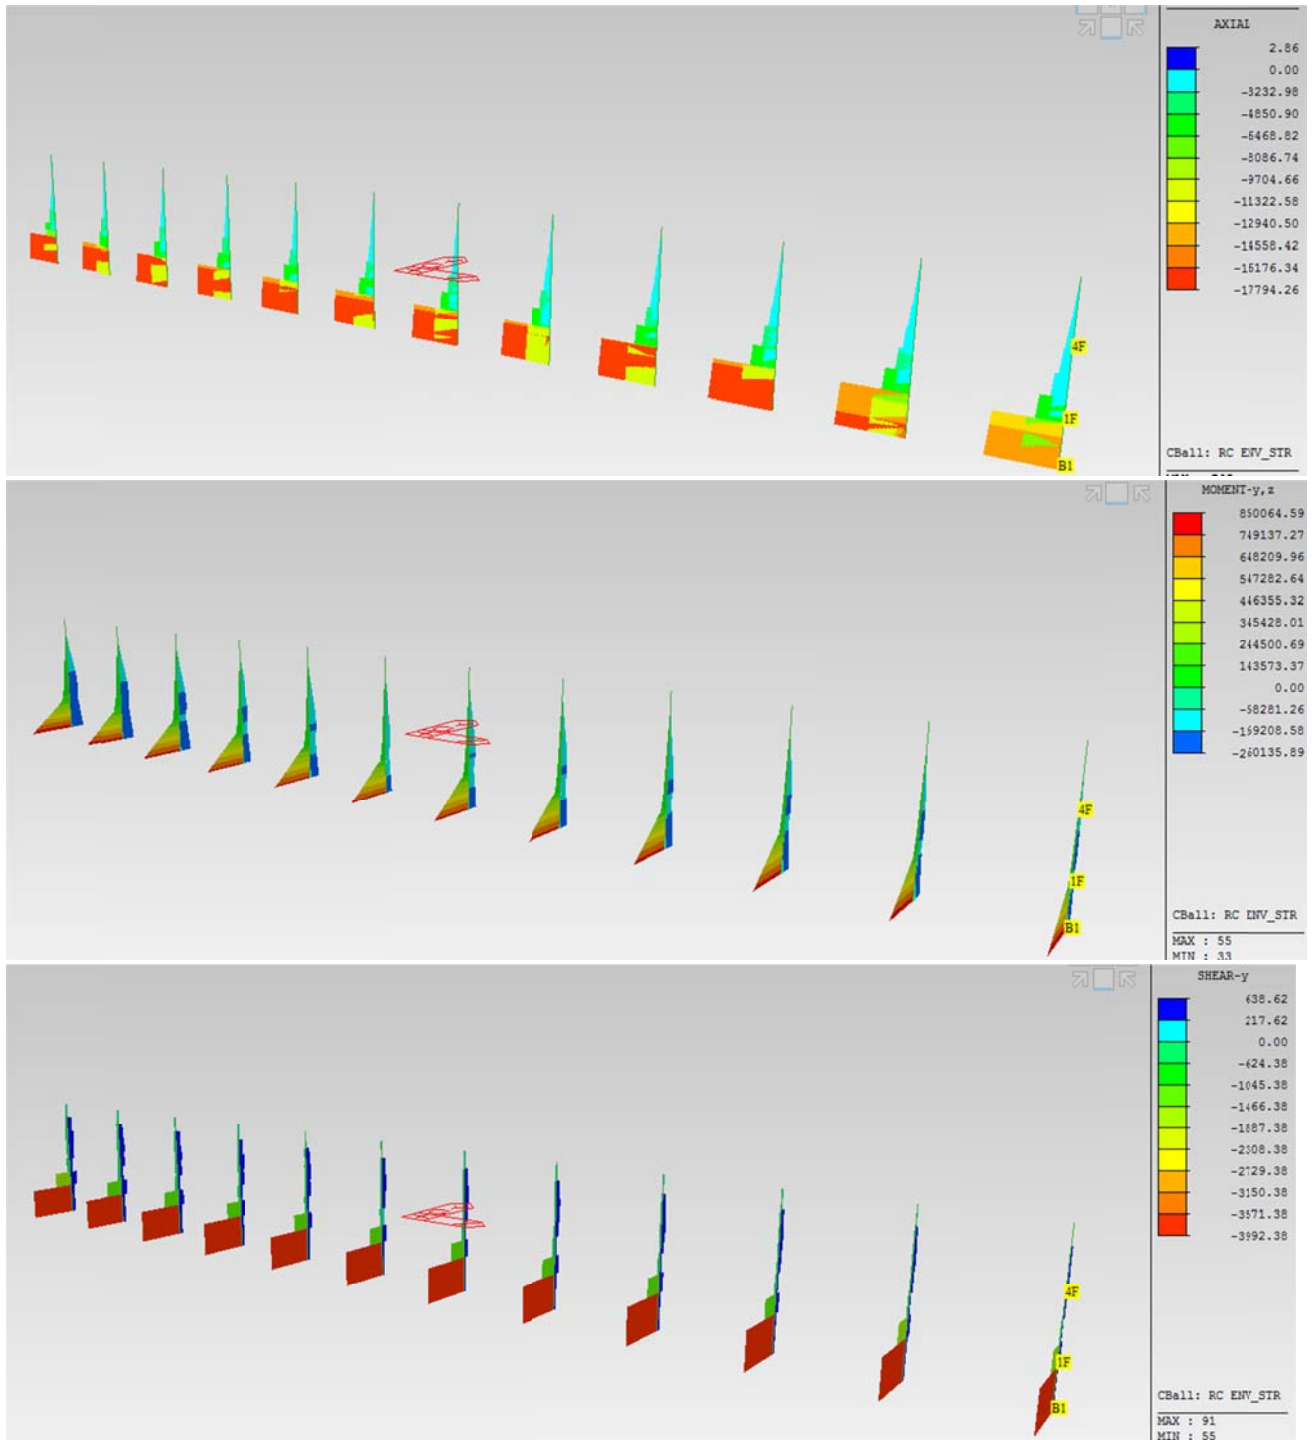 AXIAL
2.86
0.00
-3232.98
-4850.90
-6468.82
-8086.74
-9704.66
-11322.58
-12940.50
-14558.42
-16176.34
-17794.26
4F
1F
B1
CBall: RC ENV_STR
MOMENT-y,z
850064.59
749137.27
648209.96
547282.64
446355.32
345428.01
244500.69
143573.37
0.00
-58281.26
-159208.58
-260135.89
4F
1F
B1
CBall: RC ENV_STR
MAX : 55
MIN : 33
SHEAR-y
638.62
217.62
0.00
-624.38
-1045.38
-1466.38
-1887.38
-2308.38
-2729.38
-3150.38
-3571.38
-3992.38
4F
1F
B1
CBall: RC ENV_STR
MAX : 91
MIN : 55